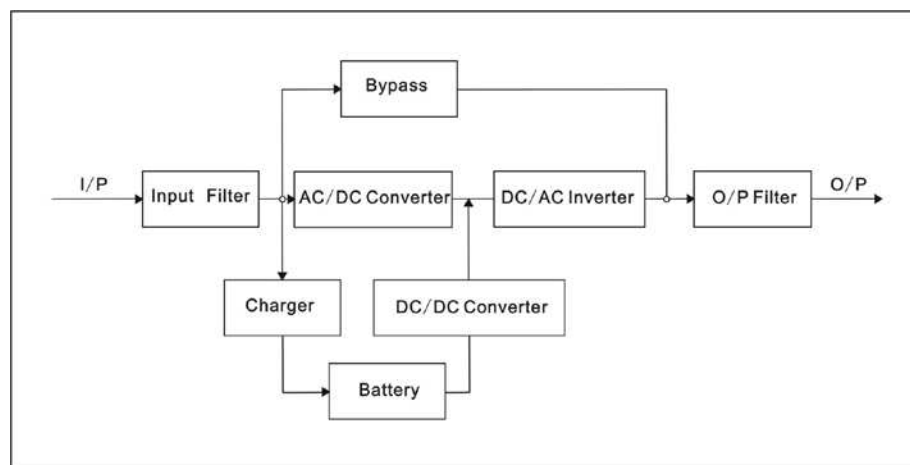 Bypass
I/P
Input Filter
AC/DC Converter
DC/AC Inverter
O/P Filter
O/P
Charger
DC/DC Converter
Battery